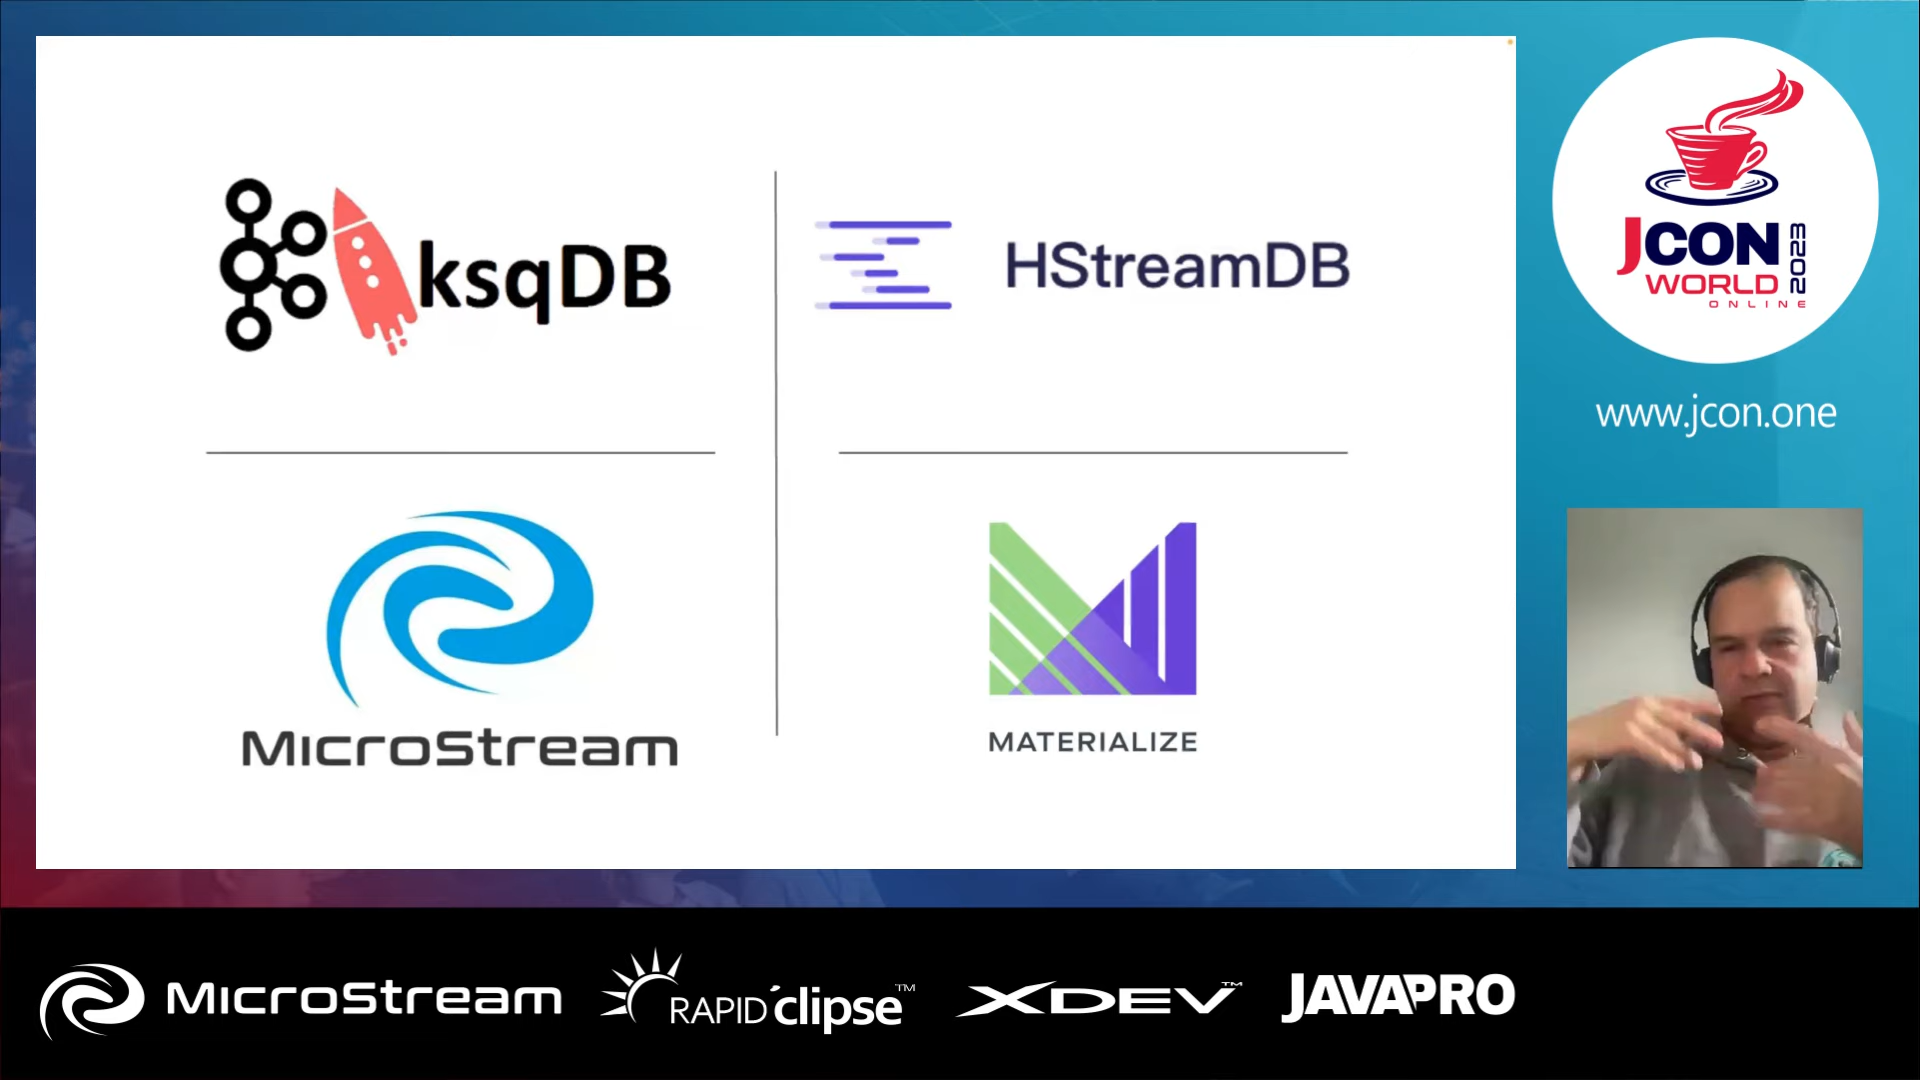 ksqDB
HStreamDB
MicroStream
MATERIALIZE
JCON
WORLD
ONLINE
2023
www.jcon.one
MicroStream
RAPID'clipse™
XDEV™
JAVAPRO